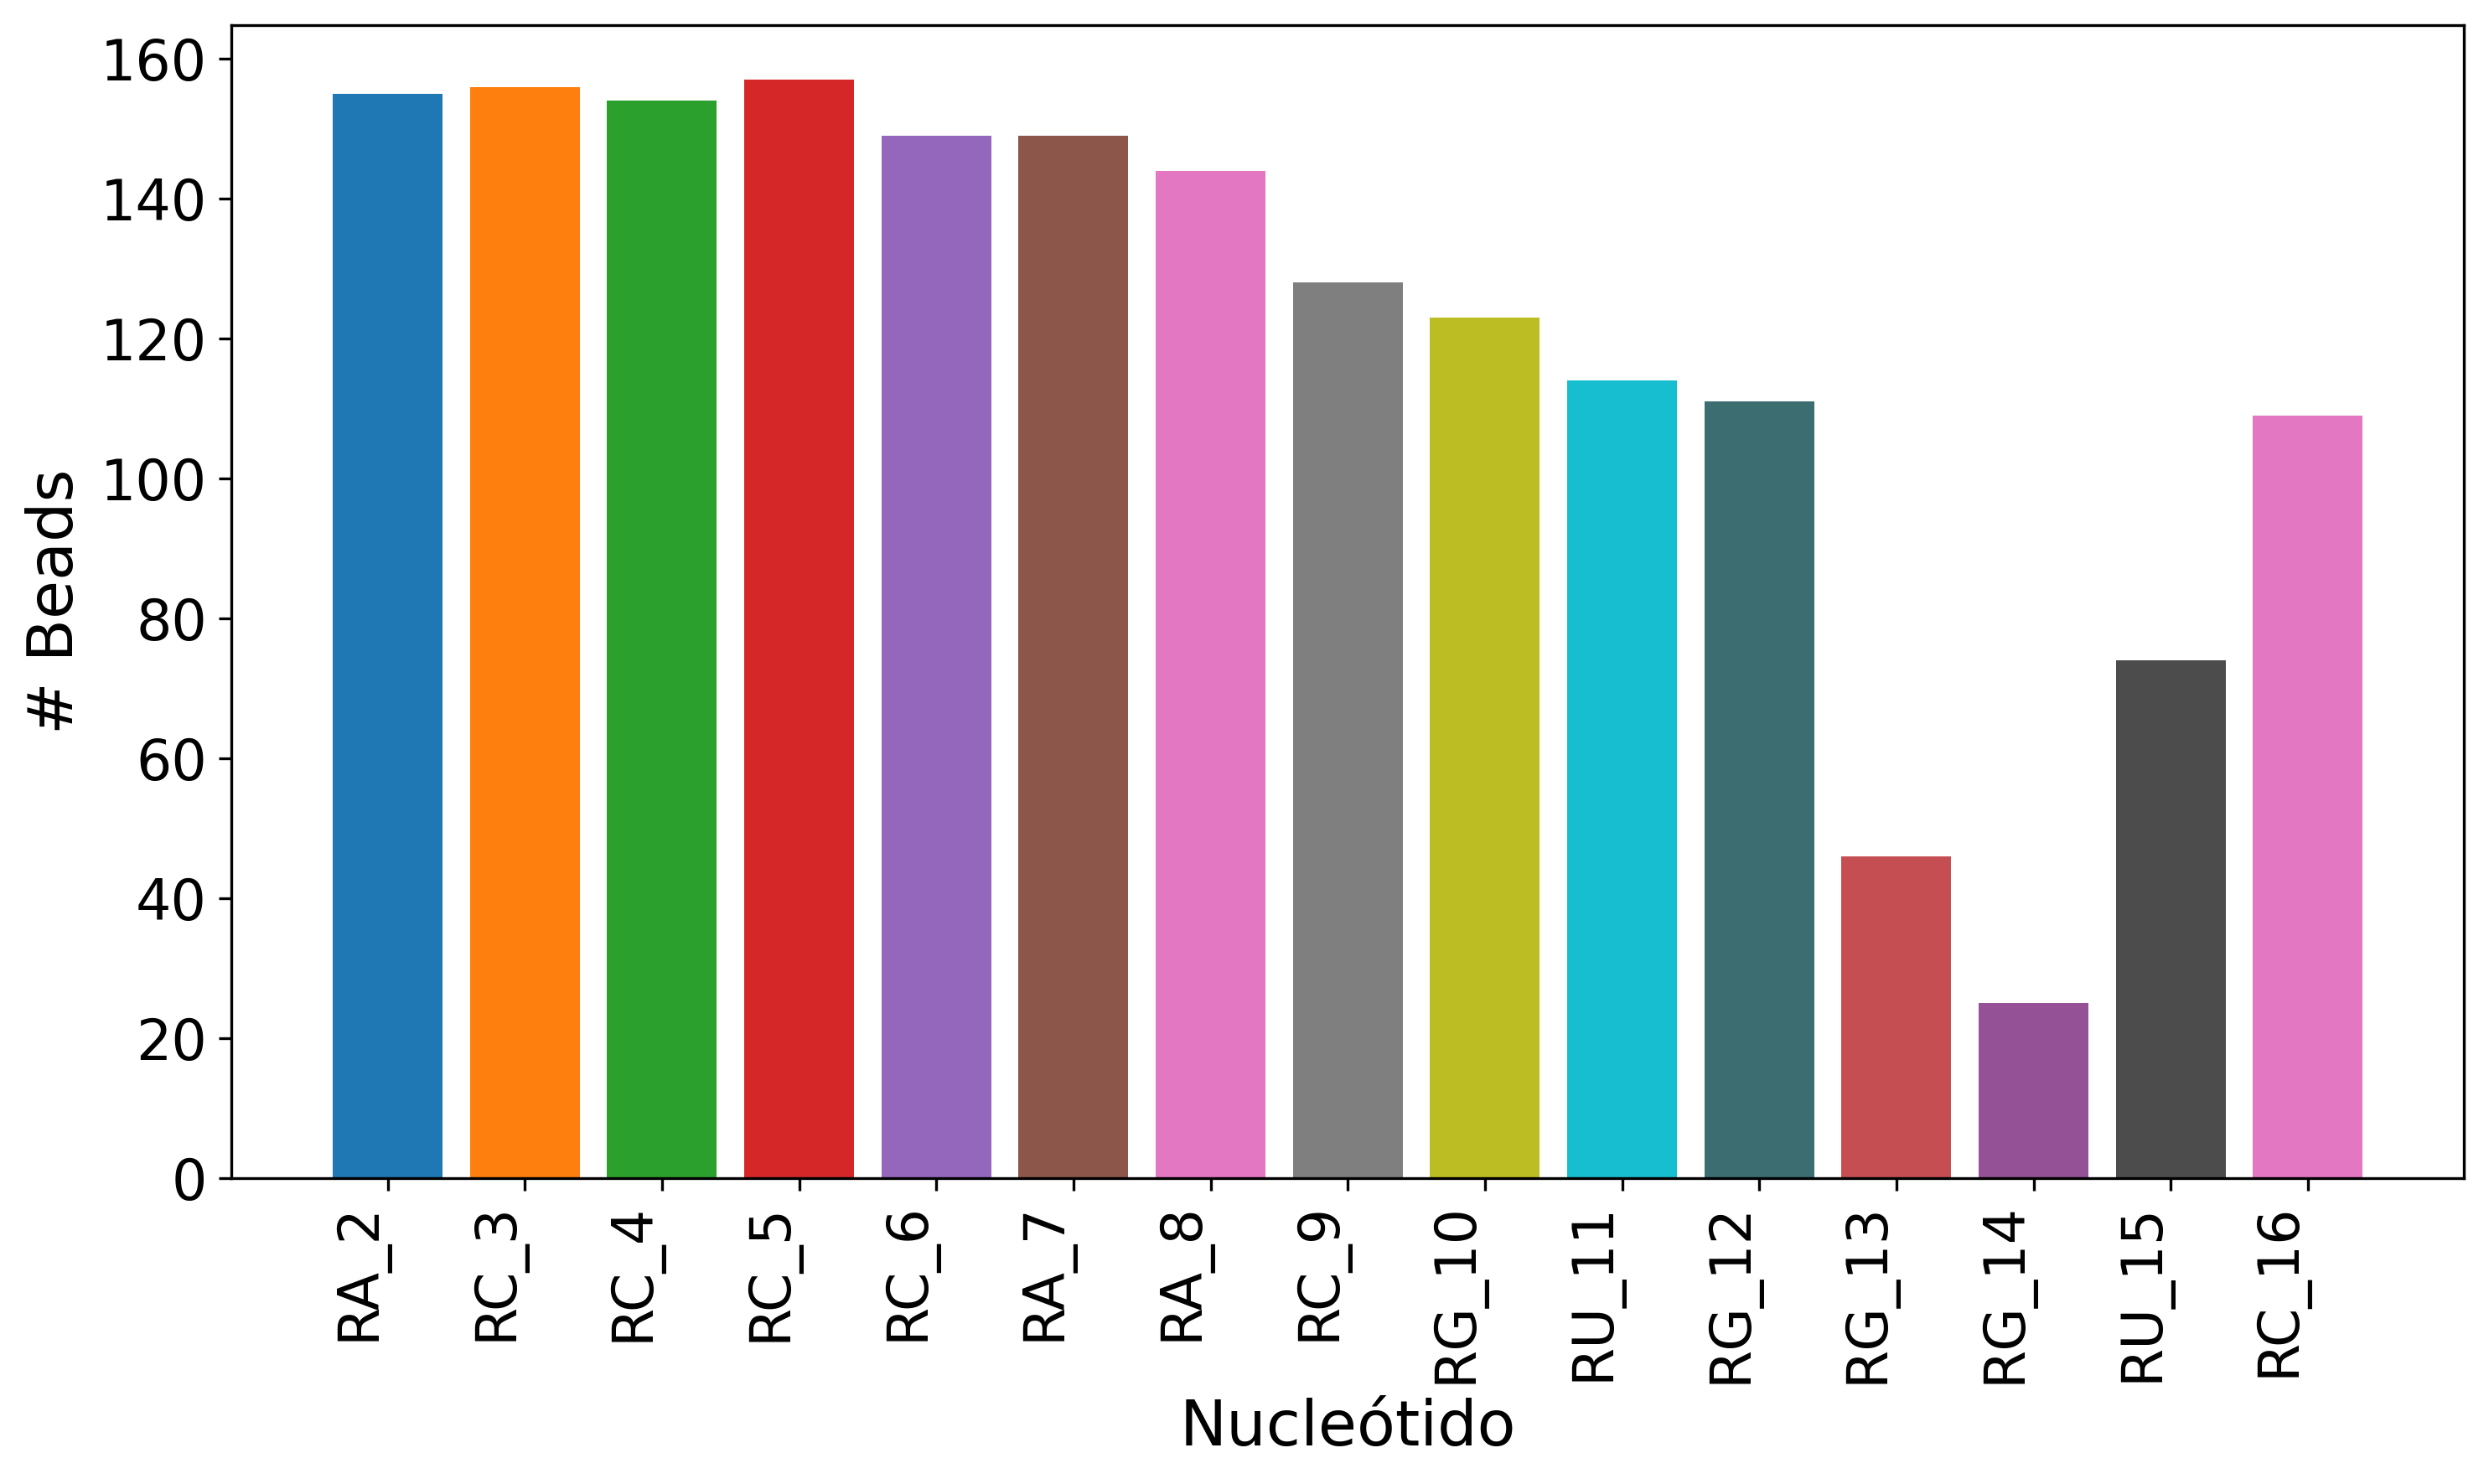 160
140
120
100
80
60
40
20
0
# Beads
RA_2
RC_3
RC_4
RC_5
RC_6
RA_7
RA_8
RC_9
RG_10
RU_11
RG_12
RG_13
RG_14
RU_15
RC_16
Nucleótido